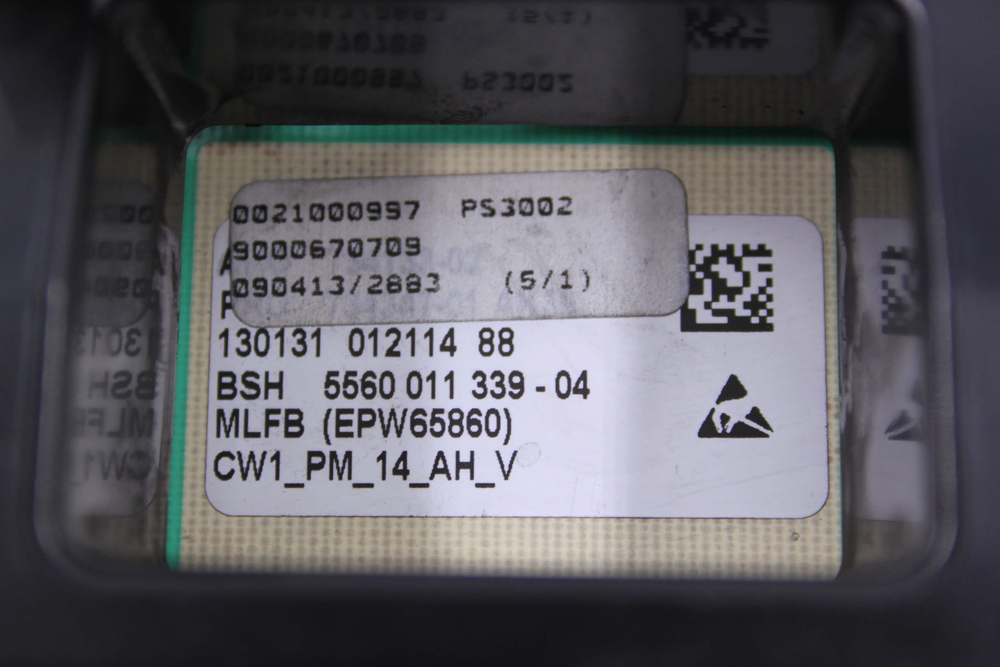 0021000997 PS3002
9000670709
090413/2883 (5/1)
130131 012114 88
BSH 5560 011 339 - 04
MLFB (EPW65860)
CW1_PM_14_AH_V